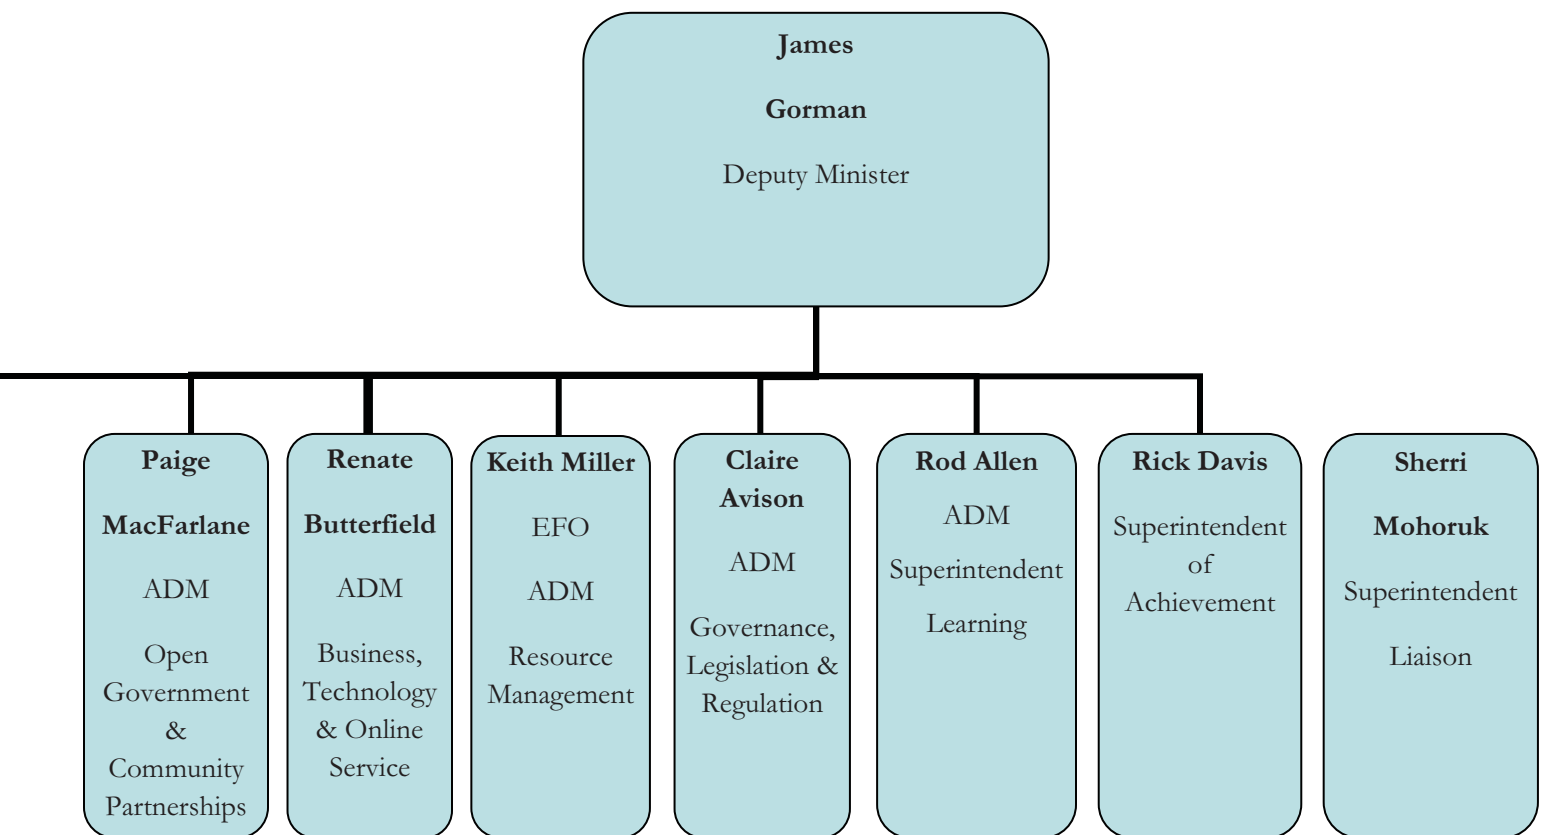 James
Gorman
Deputy Minister
Paige
MacFarlane
ADM
Open
Government
&
Community
Partnerships
Renate
Butterfield
ADM
Business,
Technology
& Online
Service
Keith Miller
EFO
ADM
Resource
Management
Claire
Avison
ADM
Governance,
Legislation &
Regulation
Rod Allen
ADM
Superintendent
Learning
Rick Davis
Superintendent
of
Achievement
Sherri
Mohoruk
Superintendent
Liaison